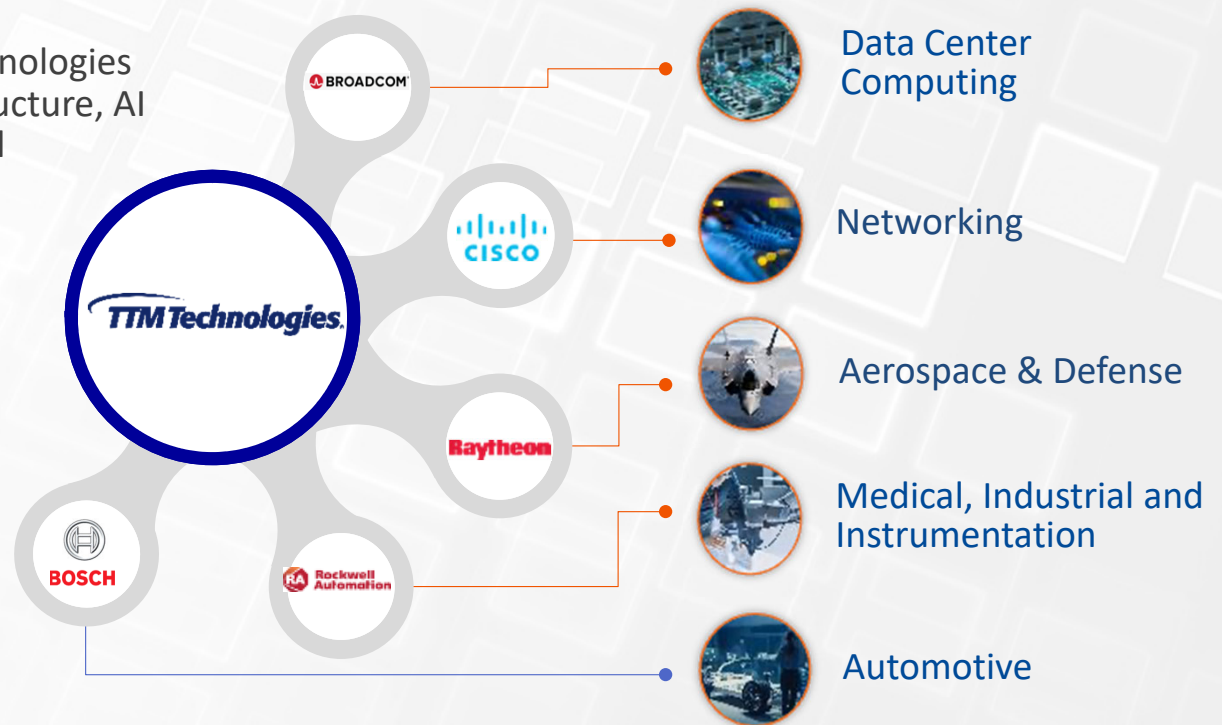 nologies
ucture, AI
BROADCOM
Data Center
Computing
CISCO
Networking
TTM Technologies.
Aerospace & Defense
Raytheon
Medical, Industrial and
Instrumentation
BOSCH
RA Rockwell
Automation
Automotive